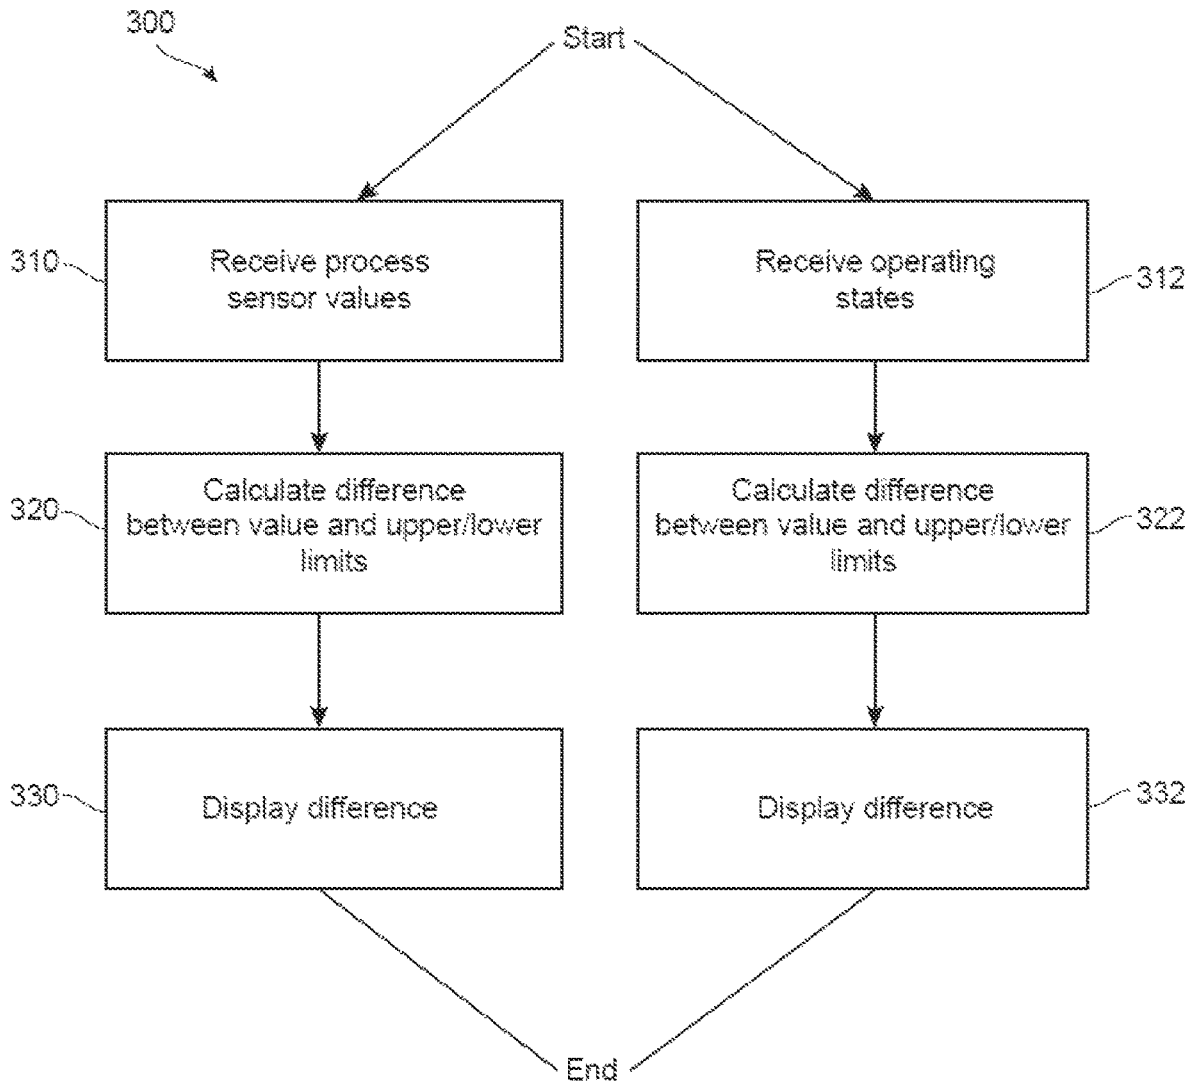 300
Start
310
Receive process
sensor values
Receive operating
states
312
320
Calculate difference
between value and upper/lower
limits
Calculate difference
between value and upper/lower
limits
322
330
Display difference
Display difference
332
End